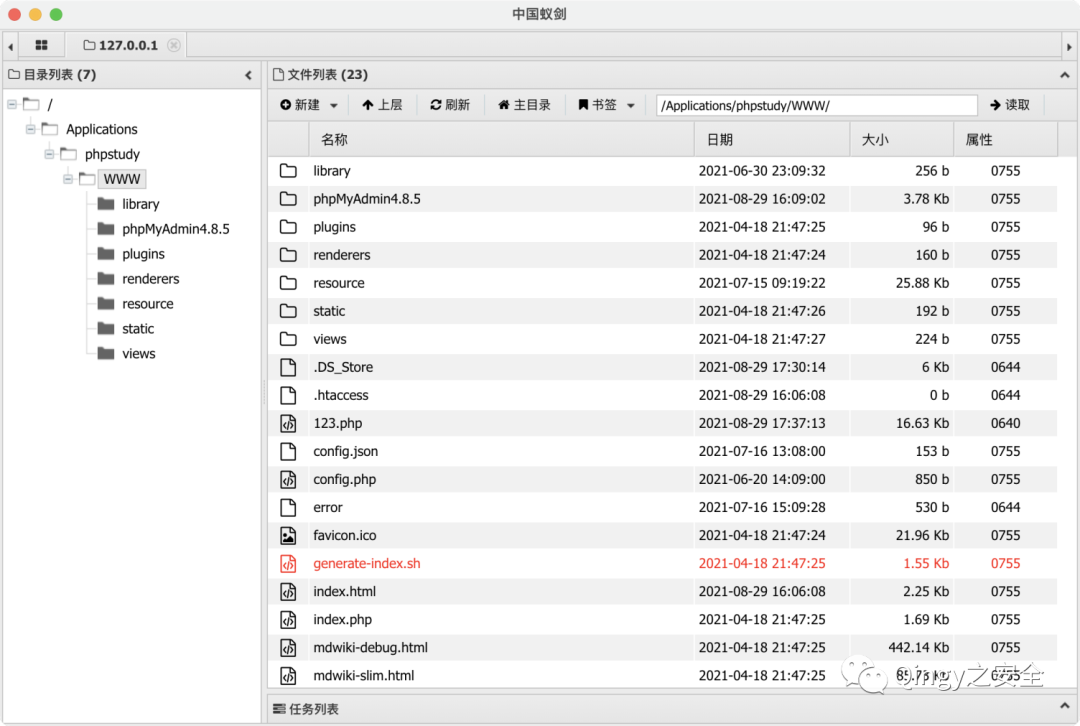 中国蚁剑
127.0.0.1
目录列表 (7)
/
Applications
phpstudy
WWW
library
phpMyAdmin4.8.5
plugins
renderers
resource
static
views
文件列表 (23)
新建 上层 刷新 主目录 书签 /Applications/phpstudy/WWW/ 读取
名称 日期 大小 属性
library 2021-06-30 23:09:32 256 b 0755
phpMyAdmin4.8.5 2021-08-29 16:09:02 3.78 Kb 0755
plugins 2021-04-18 21:47:25 96 b 0755
renderers 2021-04-18 21:47:24 160 b 0755
resource 2021-07-15 09:19:22 25.88 Kb 0755
static 2021-04-18 21:47:26 192 b 0755
views 2021-04-18 21:47:27 224 b 0755
.DS_Store 2021-08-29 17:30:14 6 Kb 0644
.htaccess 2021-08-29 16:06:08 0 b 0644
123.php 2021-08-29 17:37:13 16.63 Kb 0640
config.json 2021-07-16 13:08:00 153 b 0755
config.php 2021-06-20 14:09:00 850 b 0755
error 2021-07-16 15:09:28 530 b 0644
favicon.ico 2021-04-18 21:47:24 21.96 Kb 0755
generate-index.sh 2021-04-18 21:47:25 1.55 Kb 0755
index.html 2021-08-29 16:06:08 2.25 Kb 0755
index.php 2021-04-18 21:47:25 1.69 Kb 0755
mdwiki-debug.html 2021-04-18 21:47:25 442.14 Kb 0755
mdwiki-slim.html 2021-04-18 21:47:25
Qingy之安全
任务列表